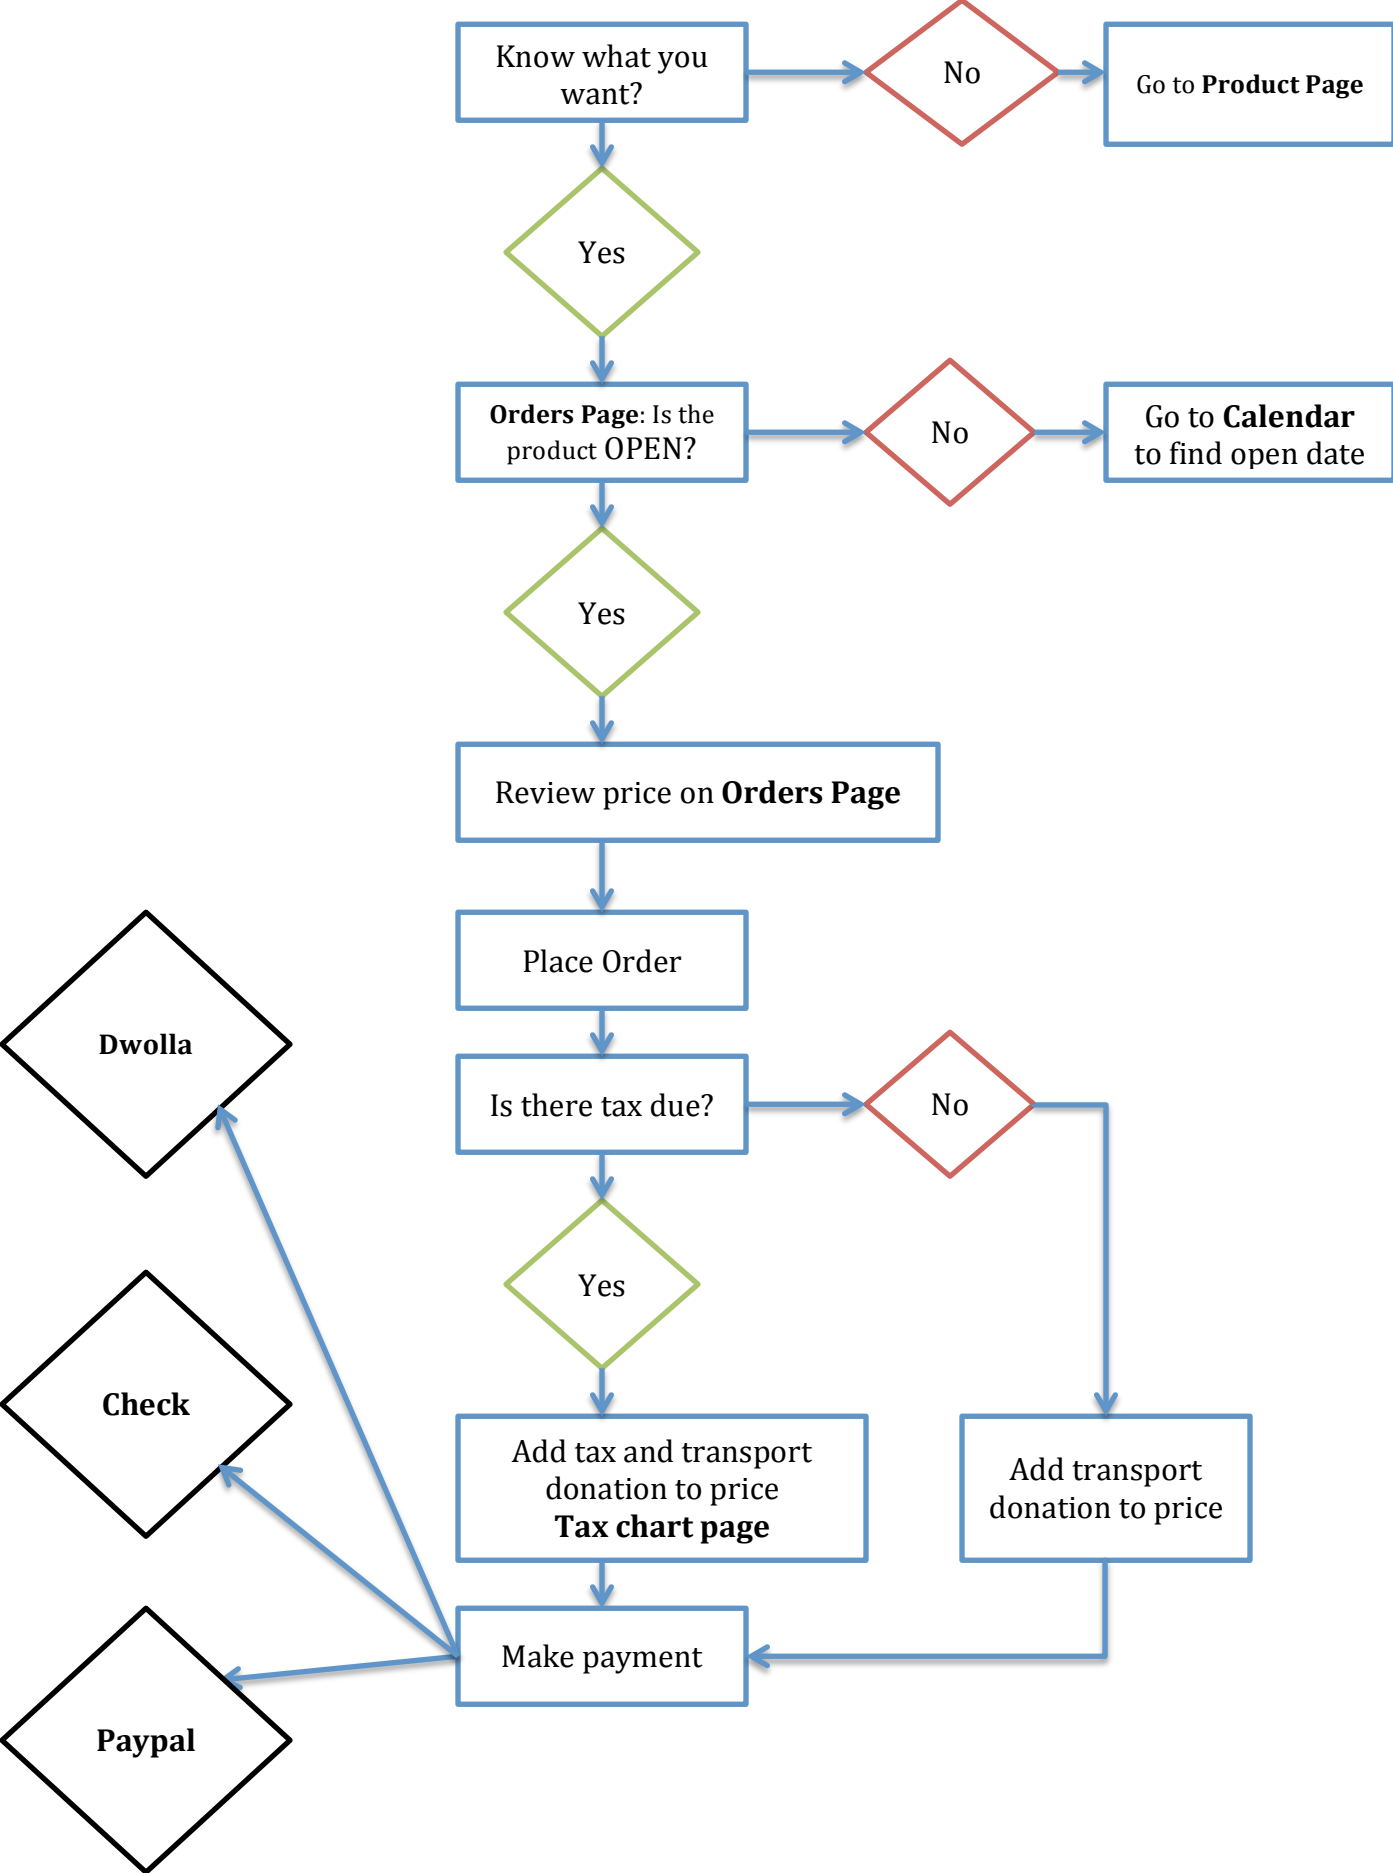 Know what you
want?
No
Go to Product Page
Yes
Orders Page: Is the
product OPEN?
No
Go to Calendar
to find open date
Yes
Review price on Orders Page
Place Order
Dwolla
Is there tax due?
No
Yes
Check
Add tax and transport
donation to price
Tax chart page
Add transport
donation to price
Make payment
Paypal